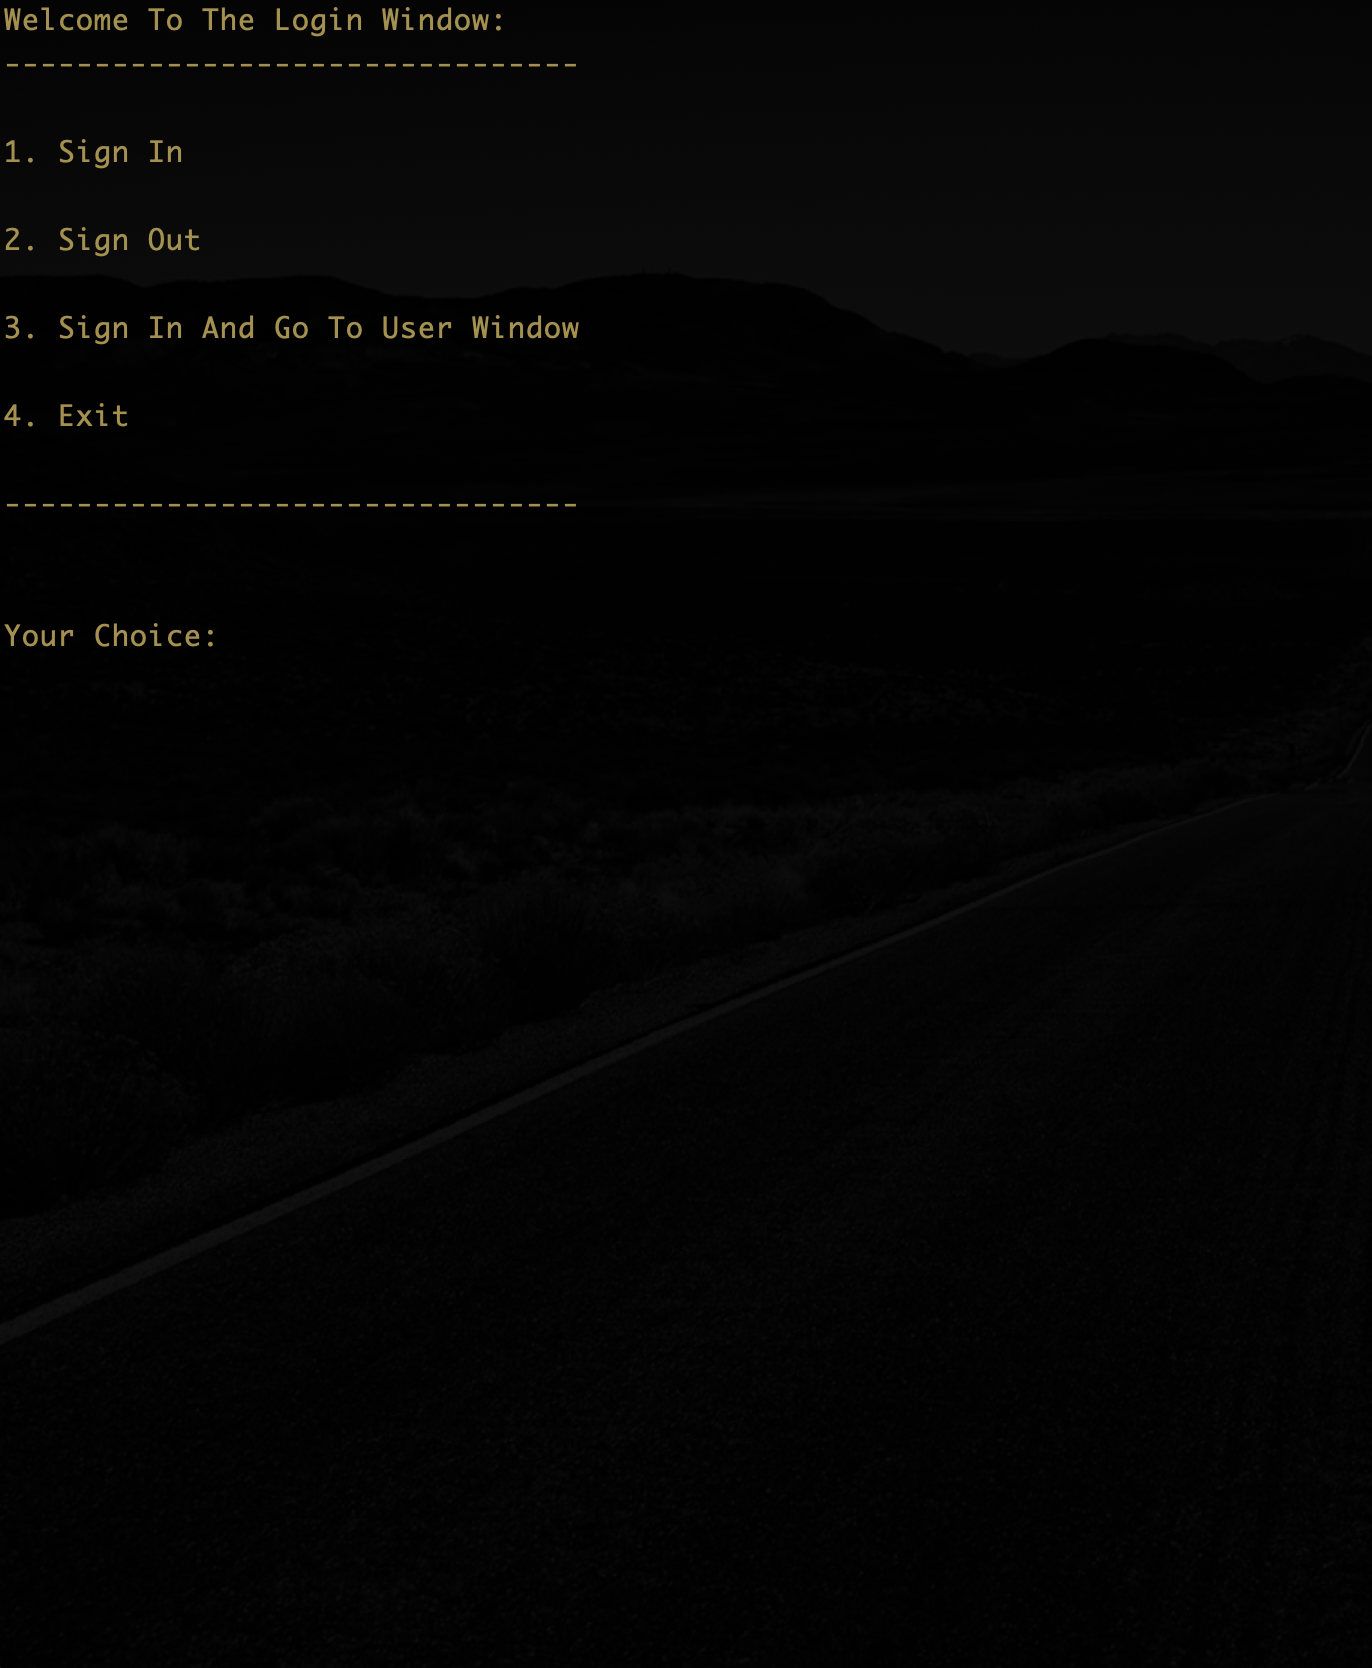 Welcome To The Login Window:
--------------------------------
1. Sign In
2. Sign Out
3. Sign In And Go To User Window
4. Exit
--------------------------------
Your Choice: